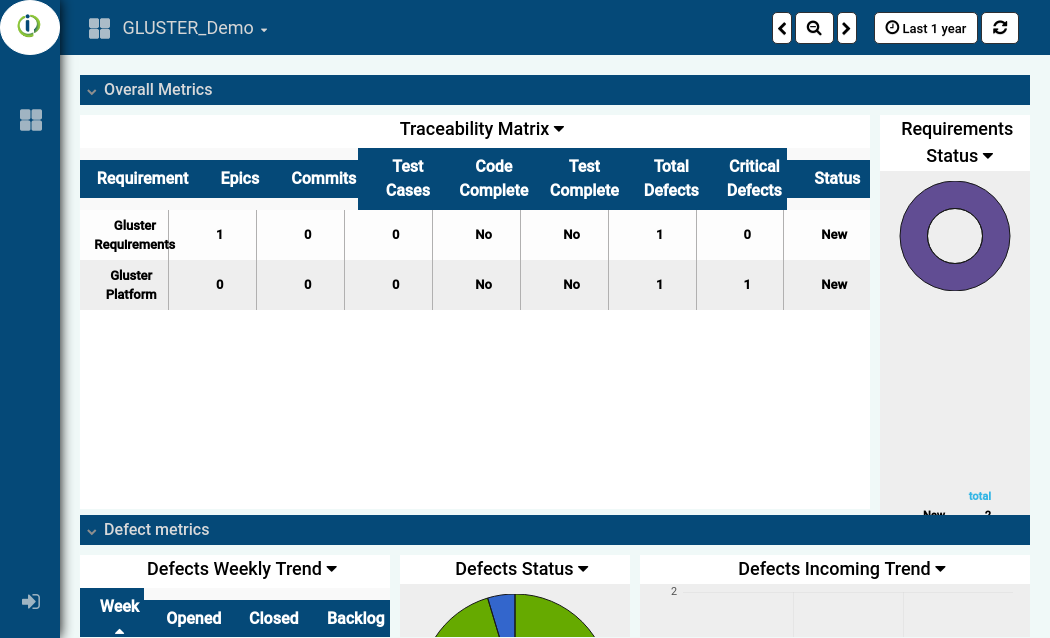 GLUSTER_Demo
Last 1 year
Overall Metrics
Traceability Matrix
Requirement Epics Commits Test Cases Code Complete Test Complete Total Defects Critical Defects Status
Gluster Requirements 1 0 0 No No 1 0 New
Gluster Platform 0 0 0 No No 1 1 New
Requirements
Status
total
New 2
Defect metrics
Defects Weekly Trend
Week Opened Closed Backlog
Defects Status
Defects Incoming Trend
2